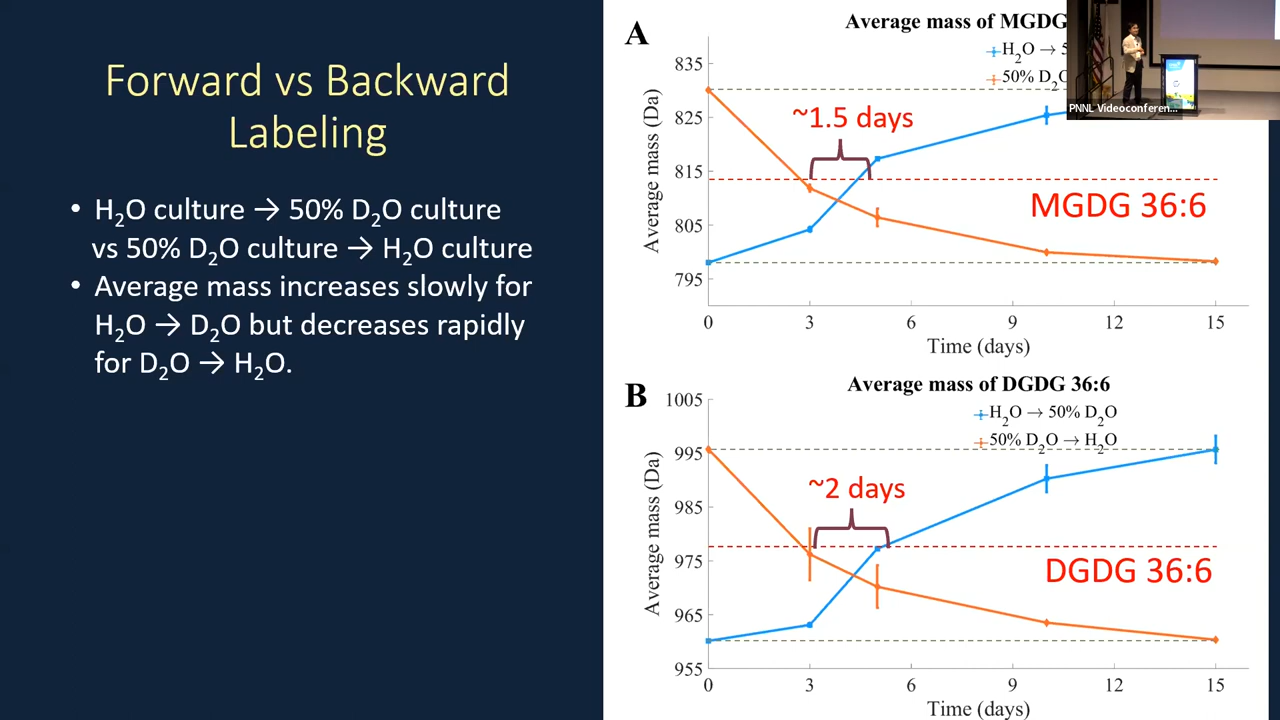 Forward vs Backward
Labeling
• H₂O culture → 50% D₂O culture
vs 50% D₂O culture → H₂O culture
• Average mass increases slowly for
H₂O → D₂O but decreases rapidly
for D₂O → H₂O.
A
Average mass of MGDG
H₂O → 5
50% D₂O
835
825
815
805
795
Average mass (Da)
~1.5 days
MGDG 36:6
0 3 6 9 12 15
Time (days)
PNNL Videoconferen...
B
Average mass of DGDG 36:6
H₂O → 50% D₂O
50% D₂O → H₂O
1005
995
985
975
965
955
Average mass (Da)
~2 days
DGDG 36:6
0 3 6 9 12 15
Time (days)